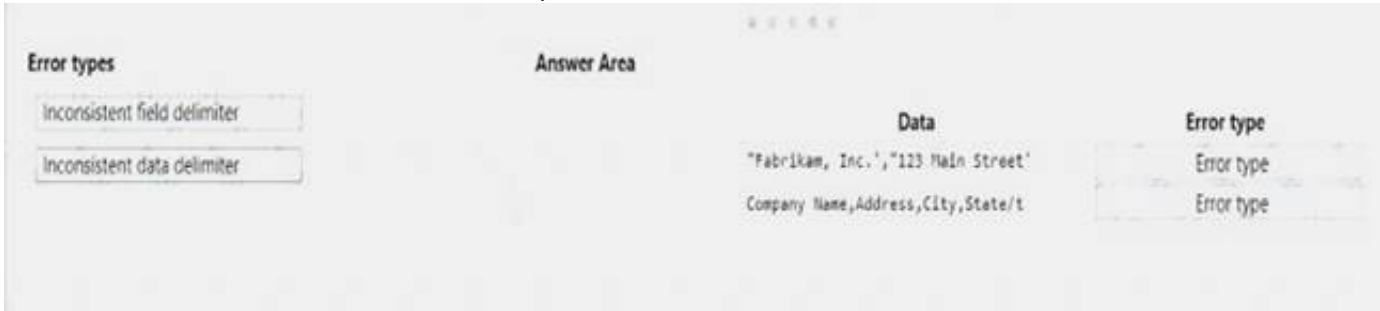 Error types
Answer Area
Inconsistent field delimiter
Inconsistent data delimiter
Data
Error type
"Fabrikam, Inc.',"123 Main Street'
Error type
Company Name,Address,City,State/t
Error type